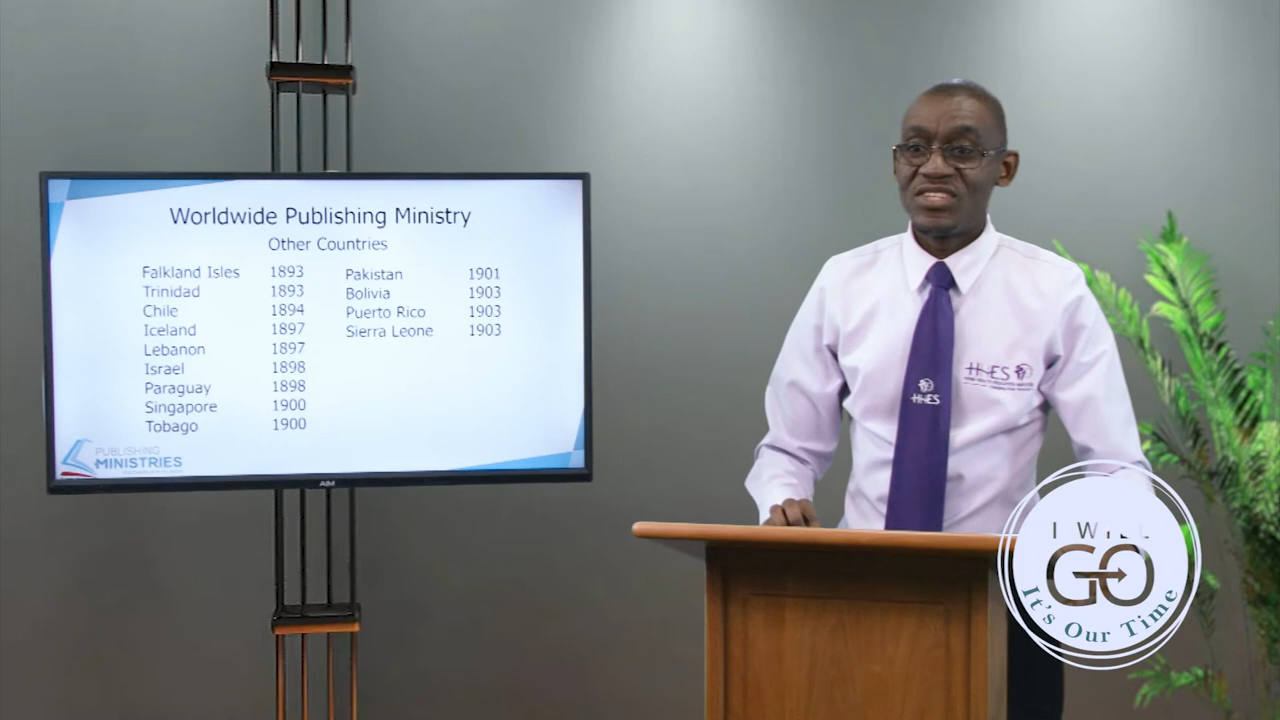 Worldwide Publishing Ministry
Other Countries
Falkland Isles 1893
Trinidad 1893
Chile 1894
Iceland 1897
Lebanon 1897
Israel 1898
Paraguay 1898
Singapore 1900
Tobago 1900
Pakistan 1901
Bolivia 1903
Puerto Rico 1903
Sierra Leone 1903
PUBLISHING
MINISTRIES
AIM
HHES
HHES
I WILL
GO
It's Our Time